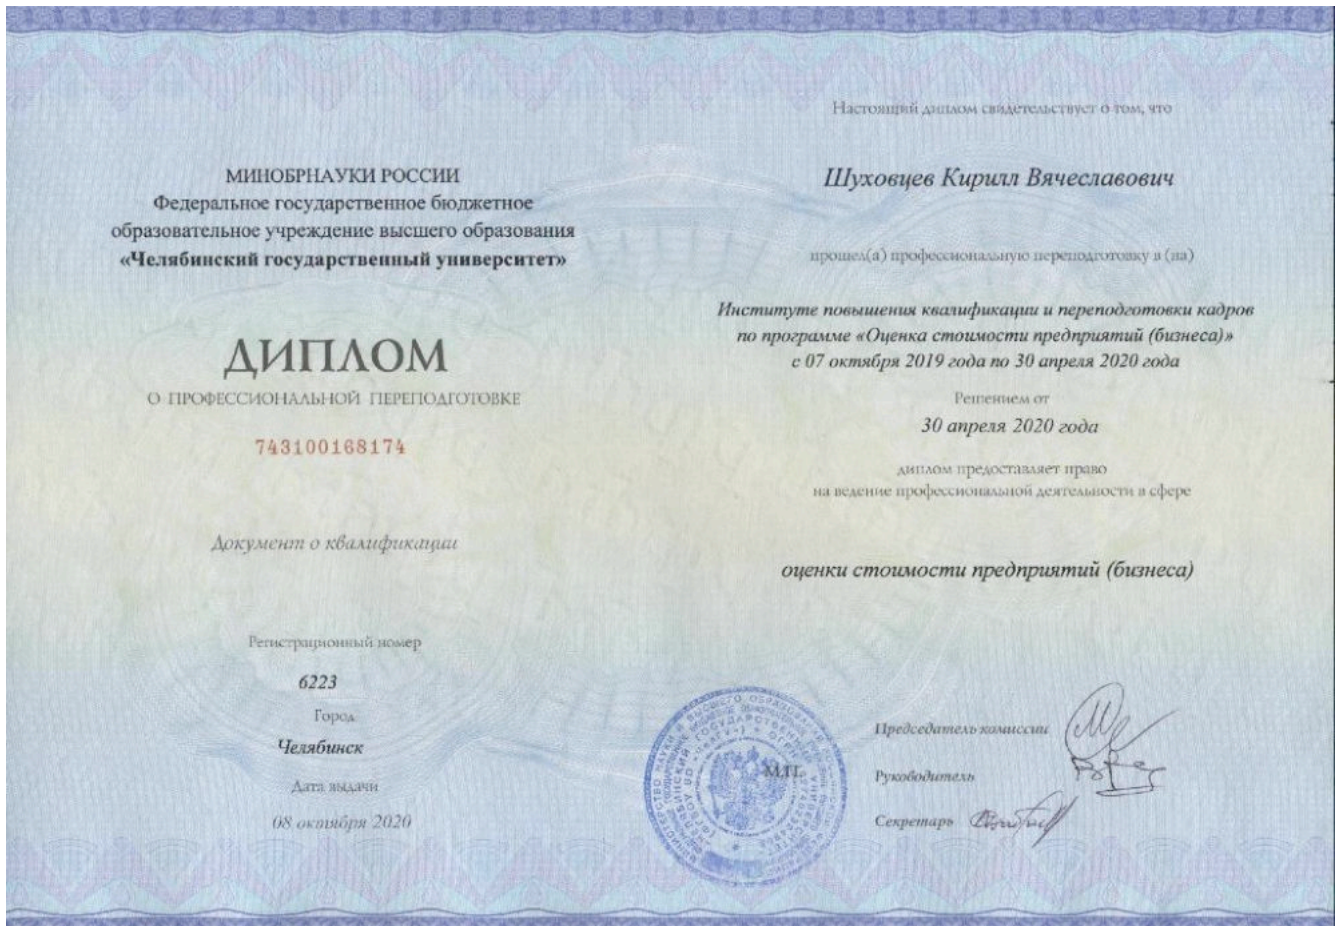 МИНОБРНАУКИ РОССИИ
Федеральное государственное бюджетное
образовательное учреждение высшего образования
«Челябинский государственный университет»
ДИПЛОМ
О ПРОФЕССИОНАЛЬНОЙ ПЕРЕПОДГОТОВКЕ
743100168174
Документ о квалификации
Регистрационный номер
6223
Город
Челябинск
Дата выдачи
08 октября 2020
Настоящий диплом свидетельствует о том, что
Шуховцев Кирилл Вячеславович
прошел(а) профессиональную переподготовку в (на)
Институте повышения квалификации и переподготовки кадров
по программе «Оценка стоимости предприятий (бизнеса)»
с 07 октября 2019 года по 30 апреля 2020 года
Решением от
30 апреля 2020 года
диплом предоставляет право
на ведение профессиональной деятельности в сфере
оценки стоимости предприятий (бизнеса)
М.П.
Председатель комиссии
Руководитель
Секретарь